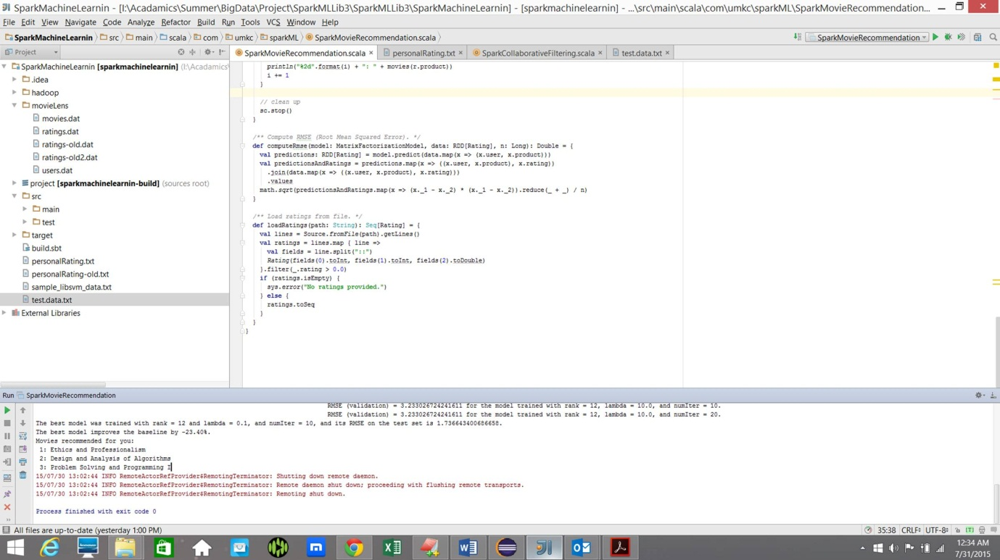 SparkMachineLearnin - [I:\Acadamics\Summer\BigData\Project\SparkMLLib3\SparkMLLib3\SparkMachineLearnin] - [sparkmachinelearnin] - ...\src\main\scala\com\umkc\sparkML\SparkMovieRecommendation...
File Edit View Navigate Code Analyze Refactor Build Run Tools VCS Window Help
SparkMachineLearnin src main scala com umkc sparkML SparkMovieRecommendation.scala
SparkMovieRecommendation
Project
SparkMovieRecommendation.scala × personalRating.txt × SparkCollaborativeFiltering.scala × test.data.txt ×
SparkMachineLearnin [sparkmachinelearnin] (I:\Acadamics\
.idea
hadoop
movieLens
movies.dat
ratings.dat
ratings-old.dat
ratings-old2.dat
users.dat
project [sparkmachinelearnin-build] (sources root)
src
main
test
target
build.sbt
personalRating.txt
personalRating-old.txt
sample_libsvm_data.txt
test.data.txt
External Libraries
println("%2d".format(i) + ": " + movies(r.product))
i += 1
}
// clean up
sc.stop()
}
/** Compute RMSE (Root Mean Squared Error). */
def computeRmse(model: MatrixFactorizationModel, data: RDD[Rating], n: Long): Double = {
val predictions: RDD[Rating] = model.predict(data.map(x => (x.user, x.product)))
val predictionsAndRatings = predictions.map(x => ((x.user, x.product), x.rating))
.join(data.map(x => ((x.user, x.product), x.rating)))
.values
math.sqrt(predictionsAndRatings.map(x => (x._1 - x._2) * (x._1 - x._2)).reduce(_ + _) / n)
}
/** Load ratings from file. */
def loadRatings(path: String): Seq[Rating] = {
val lines = Source.fromFile(path).getLines()
val ratings = lines.map { line =>
val fields = line.split("::")
Rating(fields(0).toInt, fields(1).toInt, fields(2).toDouble)
}.filter(_.rating > 0.0)
if (ratings.isEmpty) {
sys.error("No ratings provided.")
} else {
ratings.toSeq
}
}
}
Run SparkMovieRecommendation
RMSE (validation) = 3.233026724241611 for the model trained with rank = 12, lambda = 10.0, and numIter = 10.
RMSE (validation) = 3.233026724241611 for the model trained with rank = 12, lambda = 10.0, and numIter = 20.
The best model was trained with rank = 12 and lambda = 0.1, and numIter = 10, and its RMSE on the test set is 1.736643400686658.
The best model improves the baseline by -23.40%.
Movies recommended for you:
1: Ethics and Professionalism
2: Design and Analysis of Algorithms
3: Problem Solving and Programming I
15/07/30 13:02:44 INFO RemoteActorRefProvider$RemotingTerminator: Shutting down remote daemon.
15/07/30 13:02:44 INFO RemoteActorRefProvider$RemotingTerminator: Remote daemon shut down; proceeding with flushing remote transports.
15/07/30 13:02:44 INFO RemoteActorRefProvider$RemotingTerminator: Remoting shut down.
Process finished with exit code 0
All files are up-to-date (yesterday 1:00 PM)
35:38 CRLF UTF-8
12:34 AM
7/31/2015